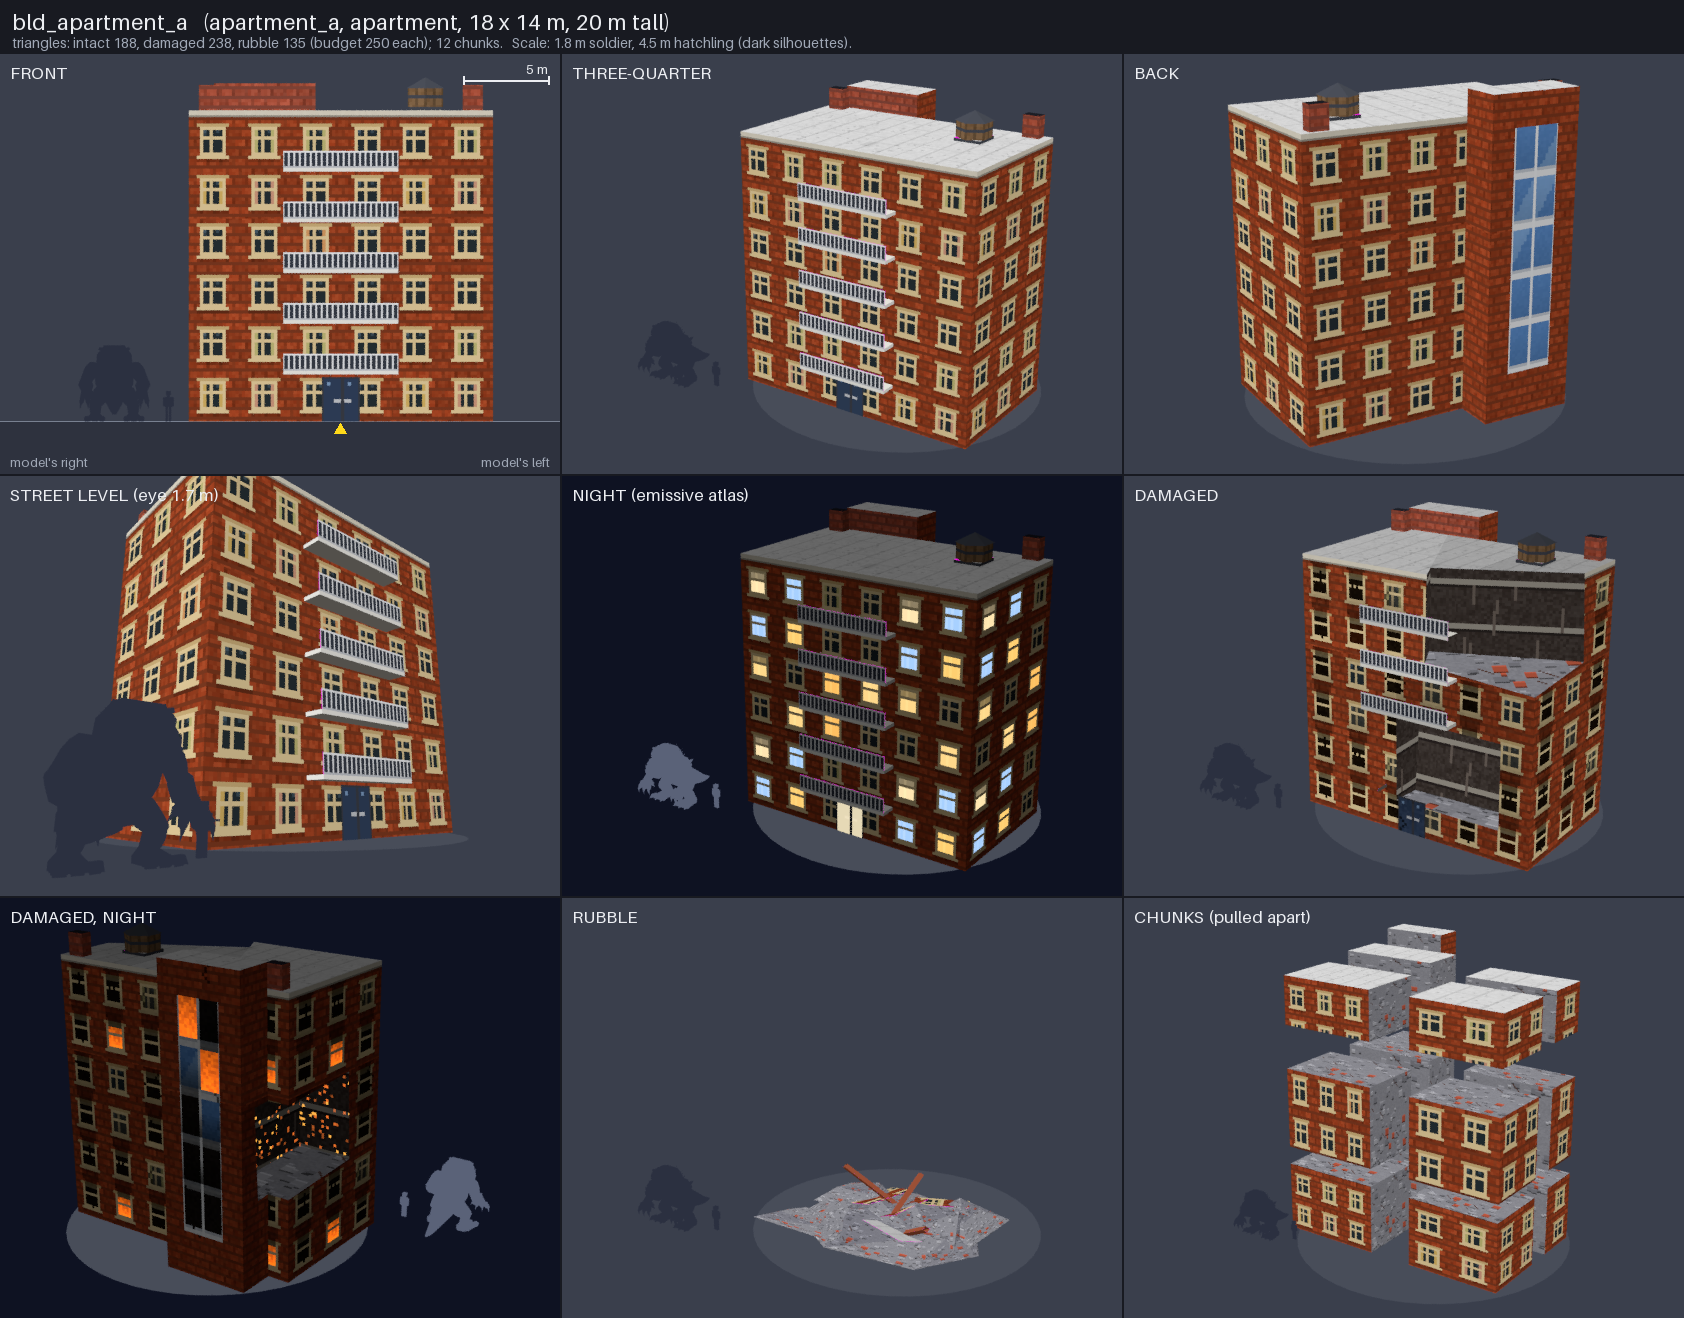 bld_apartment_a (apartment_a, apartment, 18 x 14 m, 20 m tall)
triangles: intact 188, damaged 238, rubble 135 (budget 250 each); 12 chunks. Scale: 1.8 m soldier, 4.5 m hatchling (dark silhouettes).
FRONT
5 m
model's right
model's left
THREE-QUARTER
BACK
STREET LEVEL (eye 1.7 m)
NIGHT (emissive atlas)
DAMAGED
DAMAGED, NIGHT
RUBBLE
CHUNKS (pulled apart)